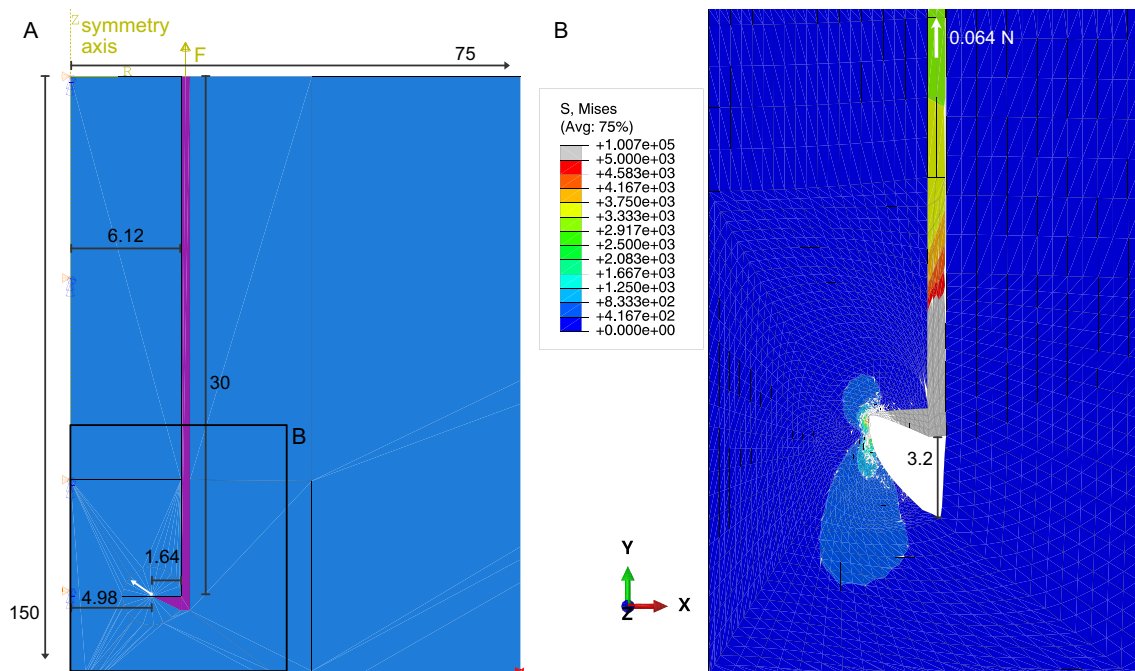 A
Z
symmetry
axis
F
R
75
6.12
30
B
1.64
4.98
150
B
0.064 N
S, Mises
(Avg: 75%)
+1.007e+05
+5.000e+03
+4.583e+03
+4.167e+03
+3.750e+03
+3.333e+03
+2.917e+03
+2.500e+03
+2.083e+03
+1.667e+03
+1.250e+03
+8.333e+02
+4.167e+02
+0.000e+00
3.2
Y
Z
X